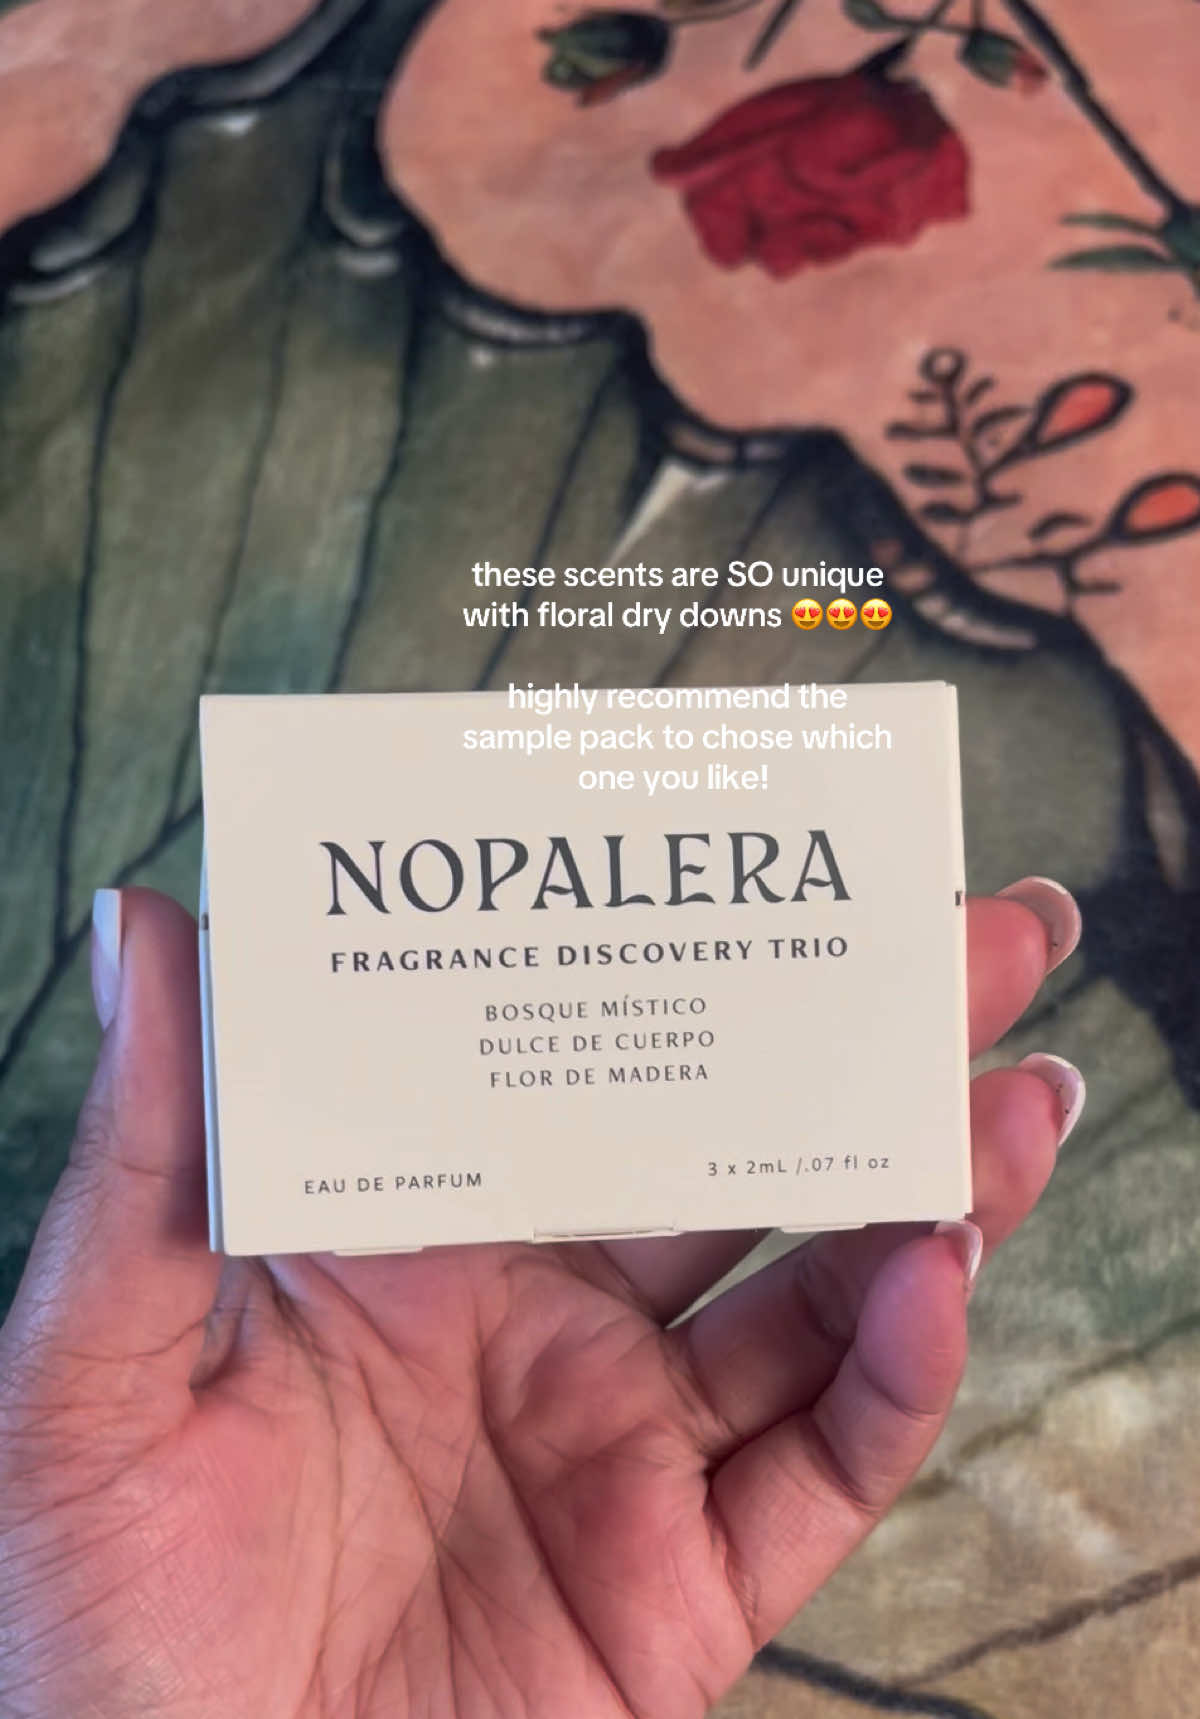 these scents are SO unique
with floral dry downs 😍😍😍
highly recommend the
sample pack to chose which
one you like!
NOPALERA
FRAGRANCE DISCOVERY TRIO
BOSQUE MÍSTICO
DULCE DE CUERPO
FLOR DE MADERA
EAU DE PARFUM
3 x 2mL /.07 fl oz